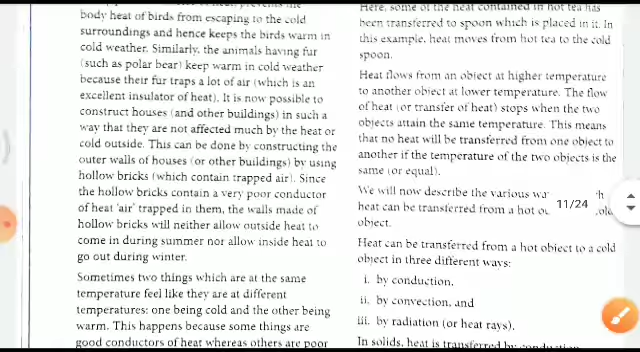 body heat of birds from escaping to the cold
surroundings and hence keeps the birds warm in
cold weather. Similarly, the animals having fur
(such as polar bear) keep warm in cold weather
because their fur traps a lot of air (which is an
excellent insulator of heat). It is now possible to
construct houses (and other buildings) in such a
way that they are not affected much by the heat or
cold outside. This can be done by constructing the
outer walls of houses (or other buildings) by using
hollow bricks (which contain trapped air). Since
the hollow bricks contain a very poor conductor
of heat 'air' trapped in them, the walls made of
hollow bricks will neither allow outside heat to
come in during summer nor allow inside heat to
go out during winter.
Sometimes two things which are at the same
temperature feel like they are at different
temperatures: one being cold and the other being
warm. This happens because some things are
good conductors of heat whereas others are poor
Here, some of the heat contained in hot tea has
been transferred to spoon which is placed in it. In
this example, heat moves from hot tea to the cold
spoon.
Heat flows from an object at higher temperature
to another object at lower temperature. The flow
of heat (or transfer of heat) stops when the two
objects attain the same temperature. This means
that no heat will be transferred from one object to
another if the temperature of the two objects is the
same (or equal).
We will now describe the various
heat can be transferred from a hot
object.
11/24
Heat can be transferred from a hot object to a cold
object in three different ways:
i. by conduction,
ii. by convection, and
iii. by radiation (or heat rays).
In solids, heat is transferred by conduction